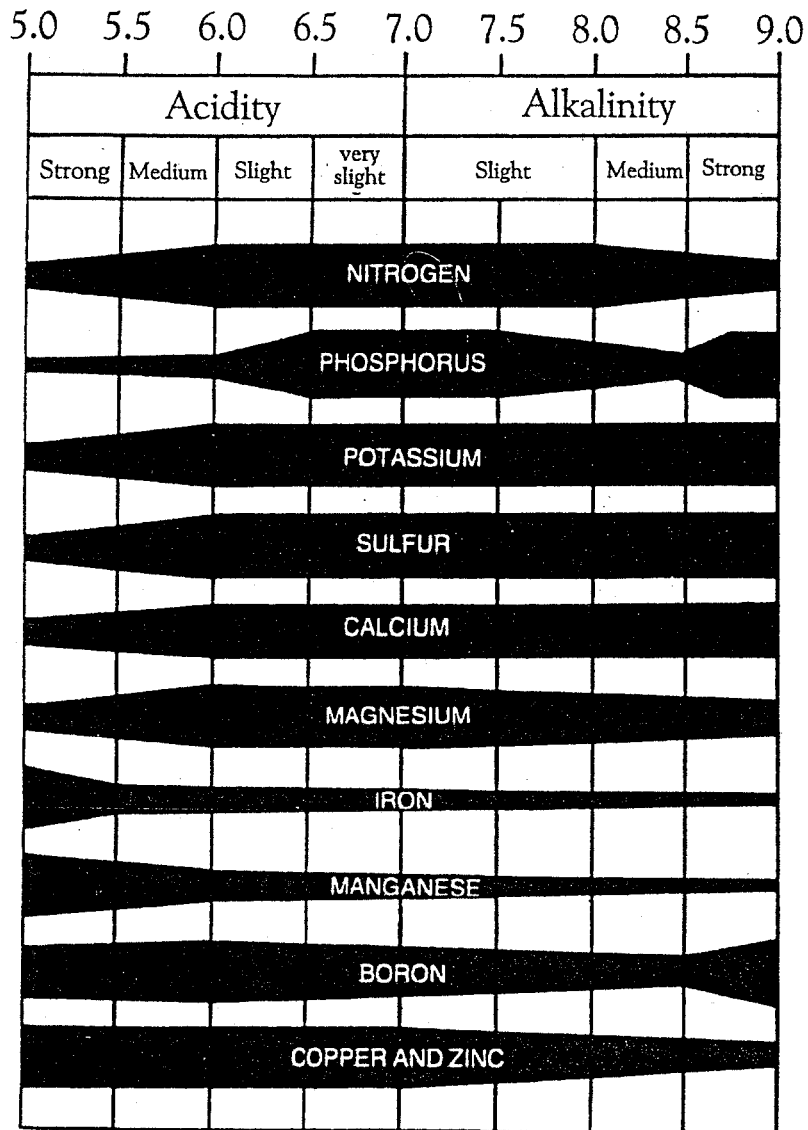 5.0 5.5 6.0 6.5 7.0 7.5 8.0 8.5 9.0
Acidity Alkalinity
Strong Medium Slight very slight Slight Medium Strong
NITROGEN
PHOSPHORUS
POTASSIUM
SULFUR
CALCIUM
MAGNESIUM
IRON
MANGANESE
BORON
COPPER AND ZINC